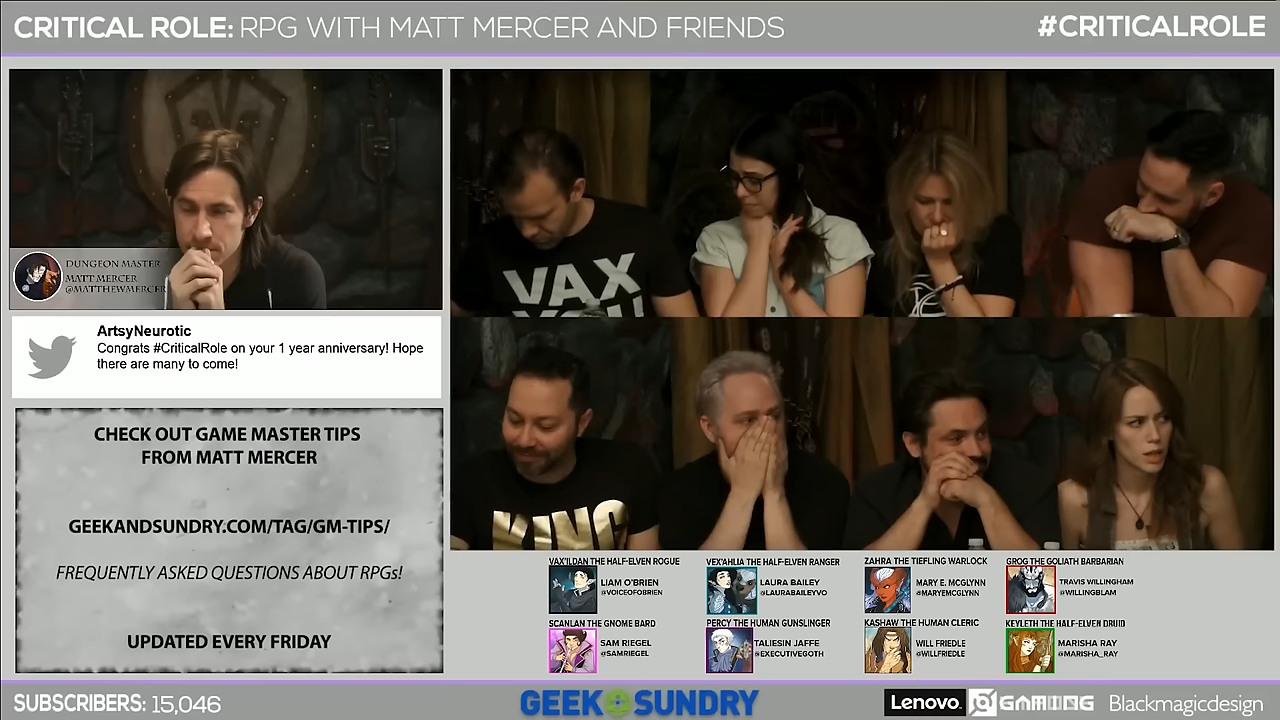 CRITICAL ROLE: RPG WITH MATT MERCER AND FRIENDS
#CRITICALROLE
DUNGEON MASTER
MATT MERCER
@MATTHEWMERCER
VAX
YOU
KING
ArtsyNeurotic
Congrats #CriticalRole on your 1 year anniversary! Hope
there are many to come!
CHECK OUT GAME MASTER TIPS
FROM MATT MERCER
GEEKANDSUNDRY.COM/TAG/GM-TIPS/
FREQUENTLY ASKED QUESTIONS ABOUT RPGs!
UPDATED EVERY FRIDAY
VAX'ILDAN THE HALF-ELVEN ROGUE
LIAM O'BRIEN
@VOICEOFOBRIEN
VEX'AHLIA THE HALF-ELVEN RANGER
LAURA BAILEY
@LAURABAILEYVO
ZAHRA THE TIEFLING WARLOCK
MARY E. MCGLYNN
@MARYEMCGLYNN
GROG THE GOLIATH BARBARIAN
TRAVIS WILLINGHAM
@WILLINGBLAM
SCANLAN THE GNOME BARD
SAM RIEGEL
@SAMRIEGEL
PERCY THE HUMAN GUNSLINGER
TALIESIN JAFFE
@EXECUTIVEGOTH
KASHAW THE HUMAN CLERIC
WILL FRIEDLE
@WILLFRIEDLE
KEYLETH THE HALF-ELVEN DRUID
MARISHA RAY
@MARISHA_RAY
SUBSCRIBERS: 15,046
GEEK & SUNDRY
Lenovo GAMING
Blackmagicdesign